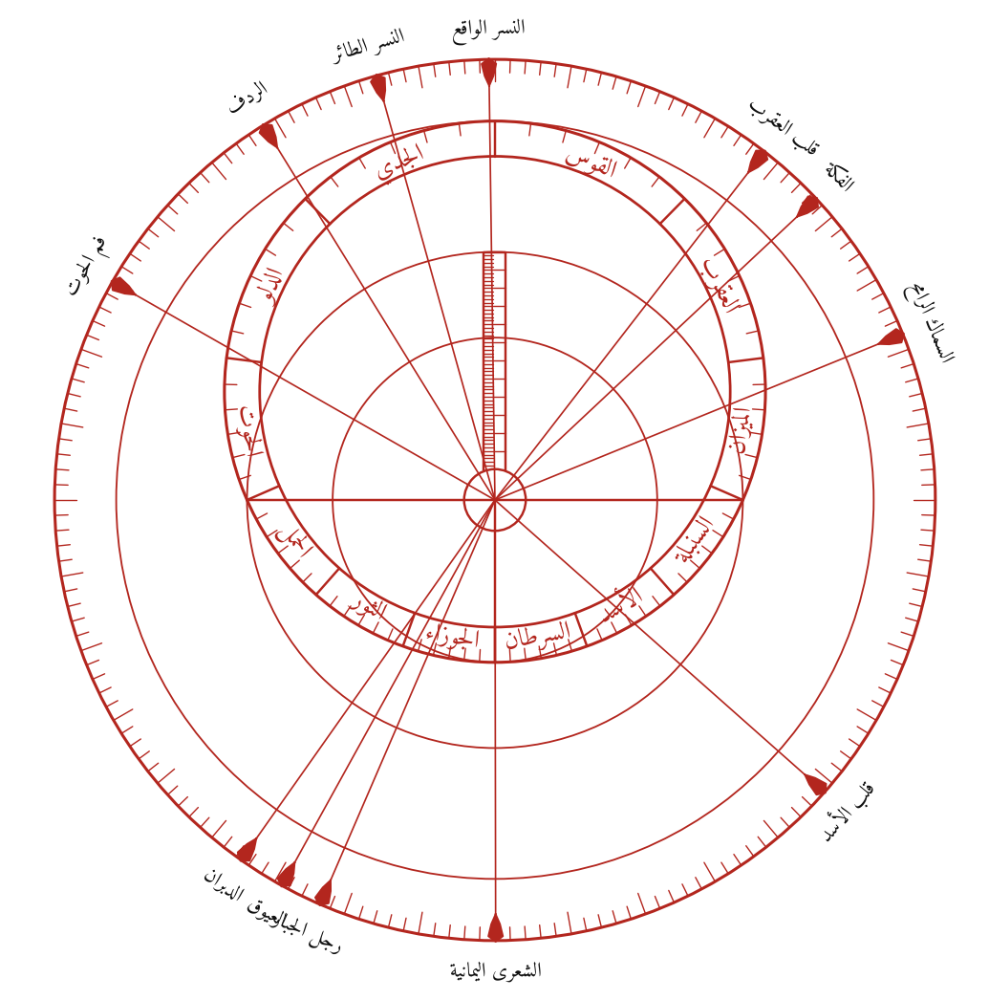 النسر الواقع
النسر الطائر
الردف
فم الحوت
قلب العقرب
الفكة
السماك الرامح
قلب الأسد
الشعرى اليمانية
رجل الجبار
العيوق
الدبران
القوس
الجدي
العقرب
الدلو
الميزان
الحوت
السنبلة
الحمل
الأسد
الثور
السرطان
الجوزاء